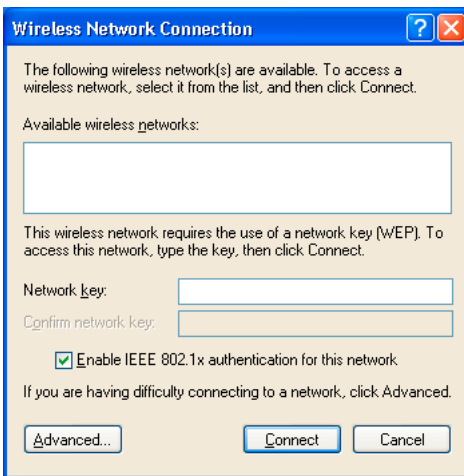 Wireless Network Connection
The following wireless network(s) are available. To access a
wireless network, select it from the list, and then click Connect.
Available wireless networks:
This wireless network requires the use of a network key (WEP). To
access this network, type the key, then click Connect.
Network key:
Confirm network key:
Enable IEEE 802.1x authentication for this network
If you are having difficulty connecting to a network, click Advanced.
Advanced... Connect Cancel